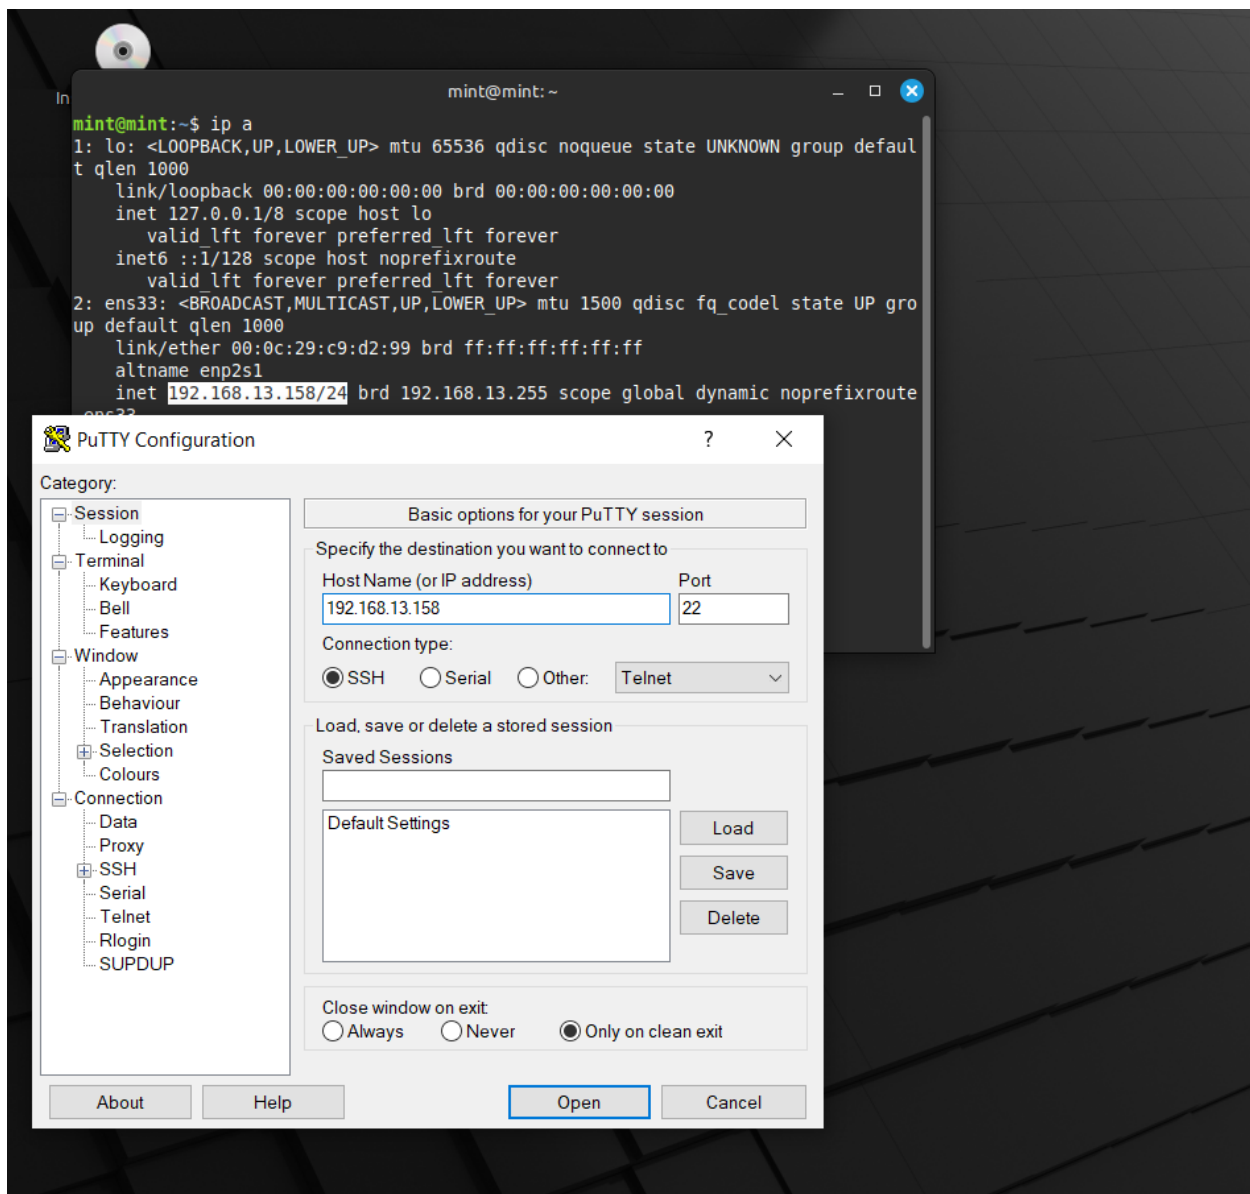 In
mint@mint: ~
mint@mint:~$ ip a
1: lo: <LOOPBACK,UP,LOWER_UP> mtu 65536 qdisc noqueue state UNKNOWN group defaul
t qlen 1000
link/loopback 00:00:00:00:00:00 brd 00:00:00:00:00:00
inet 127.0.0.1/8 scope host lo
valid_lft forever preferred_lft forever
inet6 ::1/128 scope host noprefixroute
valid_lft forever preferred_lft forever
2: ens33: <BROADCAST,MULTICAST,UP,LOWER_UP> mtu 1500 qdisc fq_codel state UP gro
up default qlen 1000
link/ether 00:0c:29:c9:d2:99 brd ff:ff:ff:ff:ff:ff
altname enp2s1
inet 192.168.13.158/24 brd 192.168.13.255 scope global dynamic noprefixroute
ens33
PuTTY Configuration
?
Category:
Session
Logging
Terminal
Keyboard
Bell
Features
Window
Appearance
Behaviour
Translation
Selection
Colours
Connection
Data
Proxy
SSH
Serial
Telnet
Rlogin
SUPDUP
Basic options for your PuTTY session
Specify the destination you want to connect to
Host Name (or IP address) Port
192.168.13.158 22
Connection type:
SSH Serial Other: Telnet
Load, save or delete a stored session
Saved Sessions
Default Settings
Load
Save
Delete
Close window on exit:
Always Never Only on clean exit
About Help Open Cancel